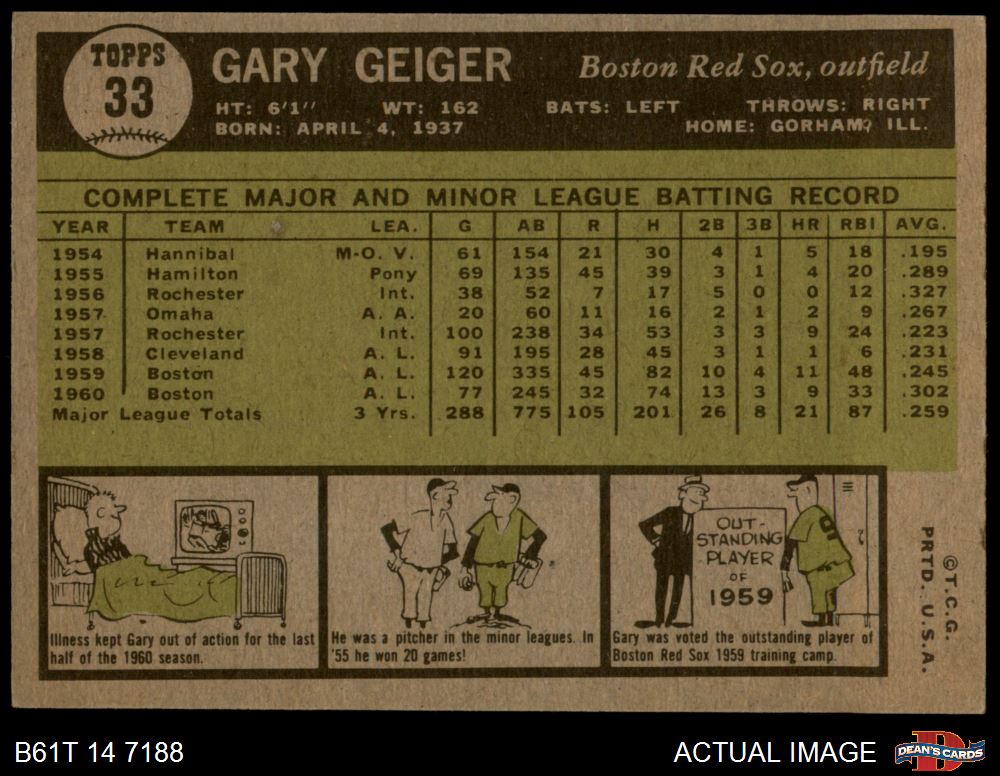 TOPPS
33
GARY GEIGER Boston Red Sox, outfield
HT: 6'1" WT: 162 BATS: LEFT THROWS: RIGHT
BORN: APRIL 4, 1937 HOME: GORHAM, ILL.
COMPLETE MAJOR AND MINOR LEAGUE BATTING RECORD
YEAR TEAM LEA. G AB R H 2B 3B HR RBI AVG.
1954 Hannibal M-O. V. 61 154 21 30 4 1 5 18 .195
1955 Hamilton Pony 69 135 45 39 3 1 4 20 .289
1956 Rochester Int. 38 52 7 17 5 0 0 12 .327
1957 Omaha A. A. 20 60 11 16 2 1 2 9 .267
1957 Rochester Int. 100 238 34 53 3 3 9 24 .223
1958 Cleveland A. L. 91 195 28 45 3 1 1 6 .231
1959 Boston A. L. 120 335 45 82 10 4 11 48 .245
1960 Boston A. L. 77 245 32 74 13 3 9 33 .302
Major League Totals 3 Yrs. 288 775 105 201 26 8 21 87 .259
Illness kept Gary out of action for the last
half of the 1960 season.
He was a pitcher in the minor leagues. In
'55 he won 20 games!
OUT-
STANDING
PLAYER
OF
1959
Gary was voted the outstanding player of
Boston Red Sox 1959 training camp.
©T.C.G.
PRTD. U.S.A.
B61T 14 7188
ACTUAL IMAGE
DEAN'S CARDS